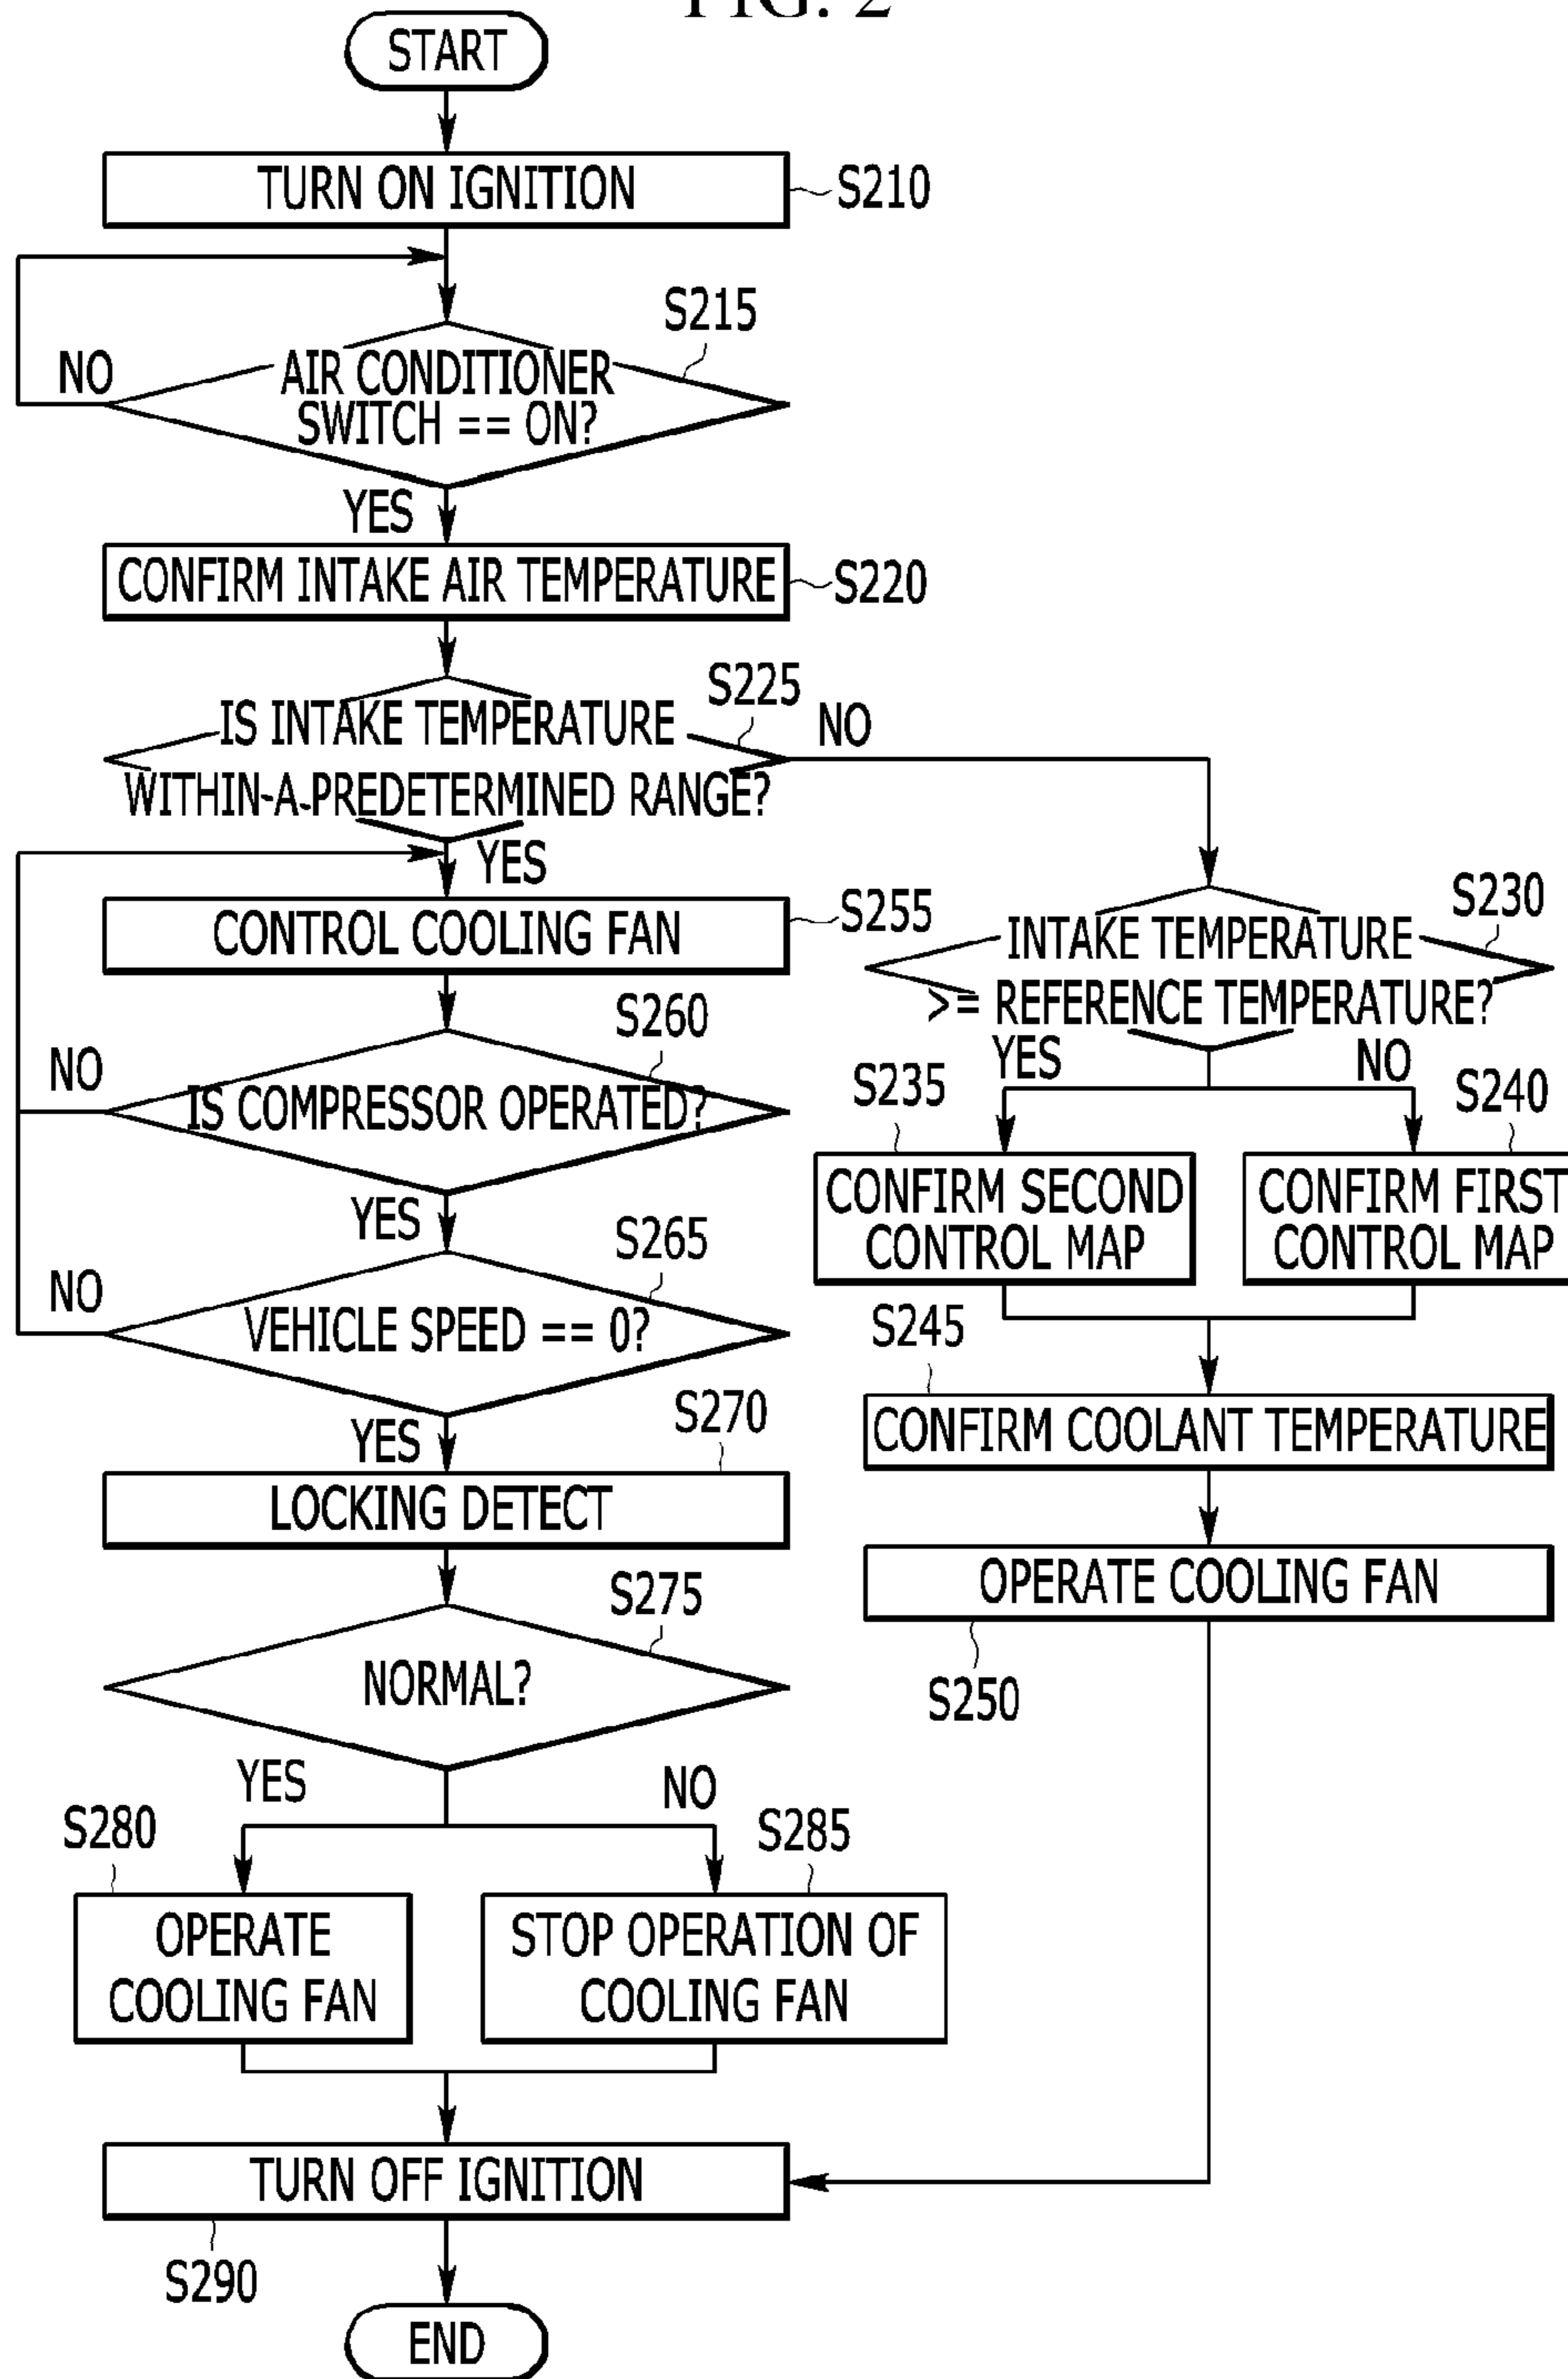 FIG. 2
START
TURN ON IGNITION
S210
S215
NO
AIR CONDITIONER
SWITCH == ON?
YES
CONFIRM INTAKE AIR TEMPERATURE
S220
S225
IS INTAKE TEMPERATURE
WITHIN-A-PREDETERMINED RANGE?
NO
YES
CONTROL COOLING FAN
S255
S260
NO
IS COMPRESSOR OPERATED?
YES
S265
NO
VEHICLE SPEED == 0?
YES
S270
LOCKING DETECT
S275
NORMAL?
YES
NO
S280
S285
OPERATE
COOLING FAN
STOP OPERATION OF
COOLING FAN
S230
INTAKE TEMPERATURE
>= REFERENCE TEMPERATURE?
YES
NO
S235
S240
CONFIRM SECOND
CONTROL MAP
CONFIRM FIRST
CONTROL MAP
S245
CONFIRM COOLANT TEMPERATURE
OPERATE COOLING FAN
S250
TURN OFF IGNITION
S290
END